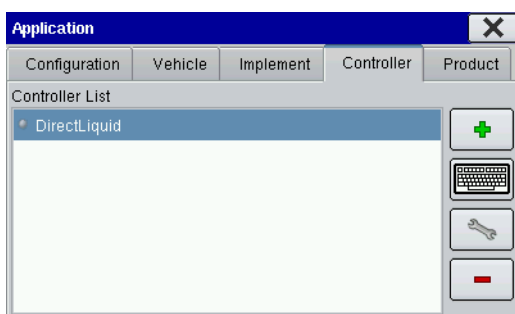 Application
Configuration Vehicle Implement Controller Product
Controller List
DirectLiquid